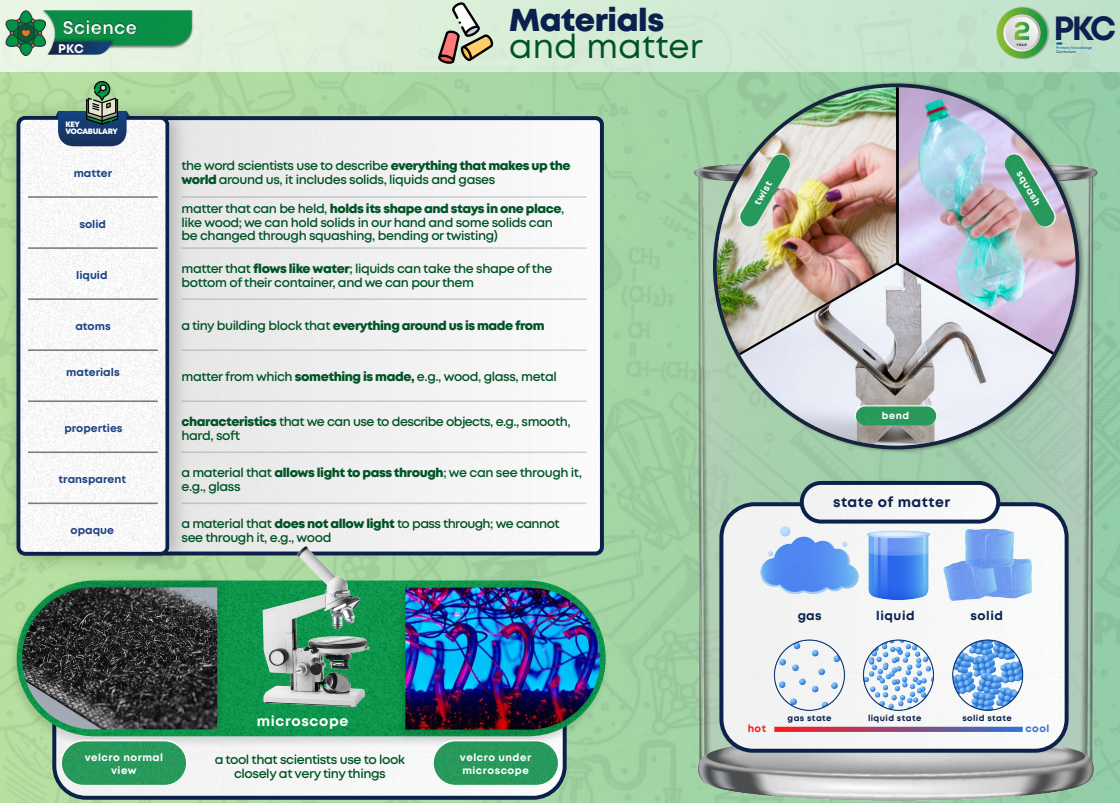 Science
PKC
Materials
and matter
2
YEAR
PKC
Primary Knowledge
Curriculum
KEY
VOCABULARY
matter
the word scientists use to describe everything that makes up the
world around us, it includes solids, liquids and gases
solid
matter that can be held, holds its shape and stays in one place,
like wood; we can hold solids in our hand and some solids can
be changed through squashing, bending or twisting)
liquid
matter that flows like water; liquids can take the shape of the
bottom of their container, and we can pour them
atoms
a tiny building block that everything around us is made from
materials
matter from which something is made, e.g., wood, glass, metal
properties
characteristics that we can use to describe objects, e.g., smooth,
hard, soft
transparent
a material that allows light to pass through; we can see through it,
e.g., glass
opaque
a material that does not allow light to pass through; we cannot
see through it, e.g., wood
microscope
velcro normal
view
a tool that scientists use to look
closely at very tiny things
velcro under
microscope
twist
squash
bend
state of matter
gas
liquid
solid
gas state
liquid state
solid state
hot
cool